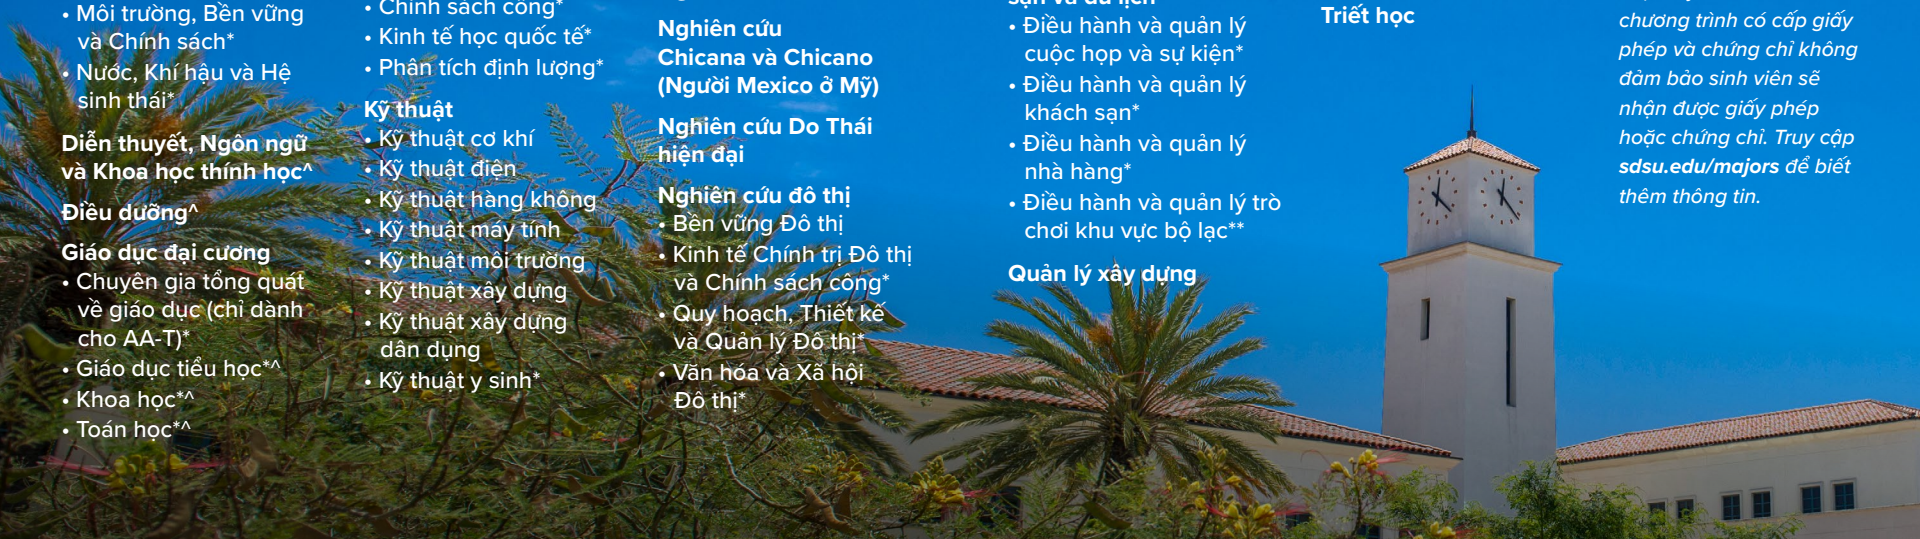 • Môi trường, Bền vững
và Chính sách*
• Nước, Khí hậu và Hệ
sinh thái*
Diễn thuyết, Ngôn ngữ
và Khoa học thính học^
Điều dưỡng^
Giáo dục đại cương
• Chuyên gia tổng quát
về giáo dục (chỉ dành
cho AA-T)*
• Giáo dục tiểu học*^
• Khoa học*^
• Toán học*^
• Chính sách công*
• Kinh tế học quốc tế*
• Phân tích định lượng*
Kỹ thuật
• Kỹ thuật cơ khí
• Kỹ thuật điện
• Kỹ thuật hàng không
• Kỹ thuật máy tính
• Kỹ thuật môi trường
• Kỹ thuật xây dựng
• Kỹ thuật xây dựng
dân dụng
• Kỹ thuật y sinh*
Nghiên cứu
Chicana và Chicano
(Người Mexico ở Mỹ)
Nghiên cứu Do Thái
hiện đại
Nghiên cứu đô thị
• Bền vững Đô thị
• Kinh tế Chính trị Đô thị
và Chính sách công*
• Quy hoạch, Thiết kế
và Quản lý Đô thị*
• Văn hóa và Xã hội
Đô thị*
sạn và du lịch
• Điều hành và quản lý
cuộc họp và sự kiện*
• Điều hành và quản lý
khách sạn*
• Điều hành và quản lý
nhà hàng*
• Điều hành và quản lý trò
chơi khu vực bộ lạc**
Quản lý xây dựng
Triết học
chương trình có cấp giấy
phép và chứng chỉ không
đảm bảo sinh viên sẽ
nhận được giấy phép
hoặc chứng chỉ. Truy cập
sdsu.edu/majors để biết
thêm thông tin.